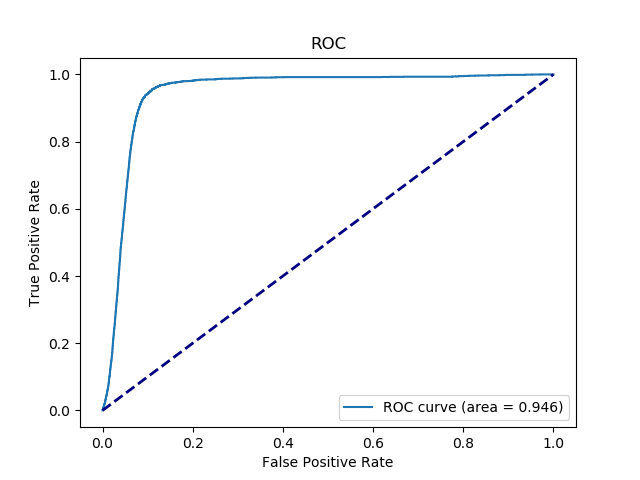 ROC
1.0
0.8
0.6
0.4
0.2
0.0
True Positive Rate
ROC curve (area = 0.946)
0.0 0.2 0.4 0.6 0.8 1.0
False Positive Rate